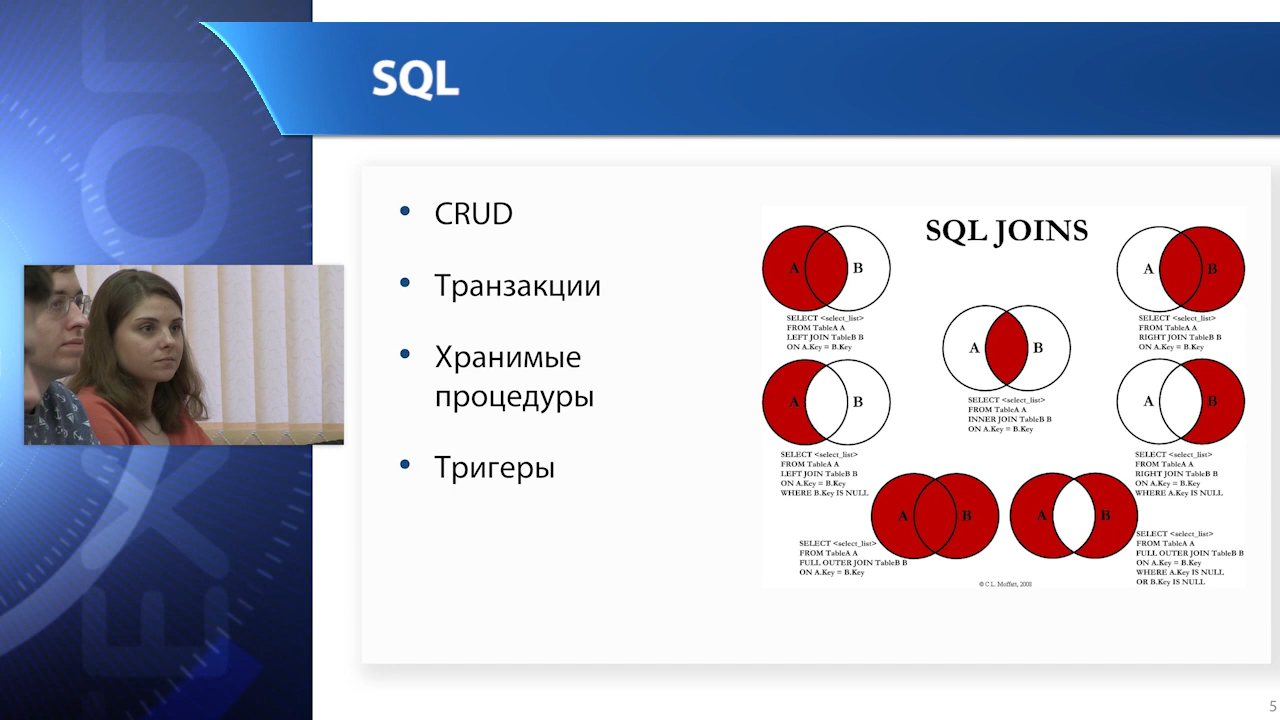 SQL
CRUD
Транзакции
Хранимые
процедуры
Тригеры
SQL JOINS
A B
SELECT <select_list>
FROM TableA A
LEFT JOIN TableB B
ON A.Key = B.Key
A B
SELECT <select_list>
FROM TableA A
RIGHT JOIN TableB B
ON A.Key = B.Key
A B
SELECT <select_list>
FROM TableA A
INNER JOIN TableB B
ON A.Key = B.Key
A B
SELECT <select_list>
FROM TableA A
LEFT JOIN TableB B
ON A.Key = B.Key
WHERE B.Key IS NULL
A B
SELECT <select_list>
FROM TableA A
RIGHT JOIN TableB B
ON A.Key = B.Key
WHERE A.Key IS NULL
A B
SELECT <select_list>
FROM TableA A
FULL OUTER JOIN TableB B
ON A.Key = B.Key
A B
SELECT <select_list>
FROM TableA A
FULL OUTER JOIN TableB B
ON A.Key = B.Key
WHERE A.Key IS NULL
OR B.Key IS NULL
© C.L. Moffatt, 2008
5